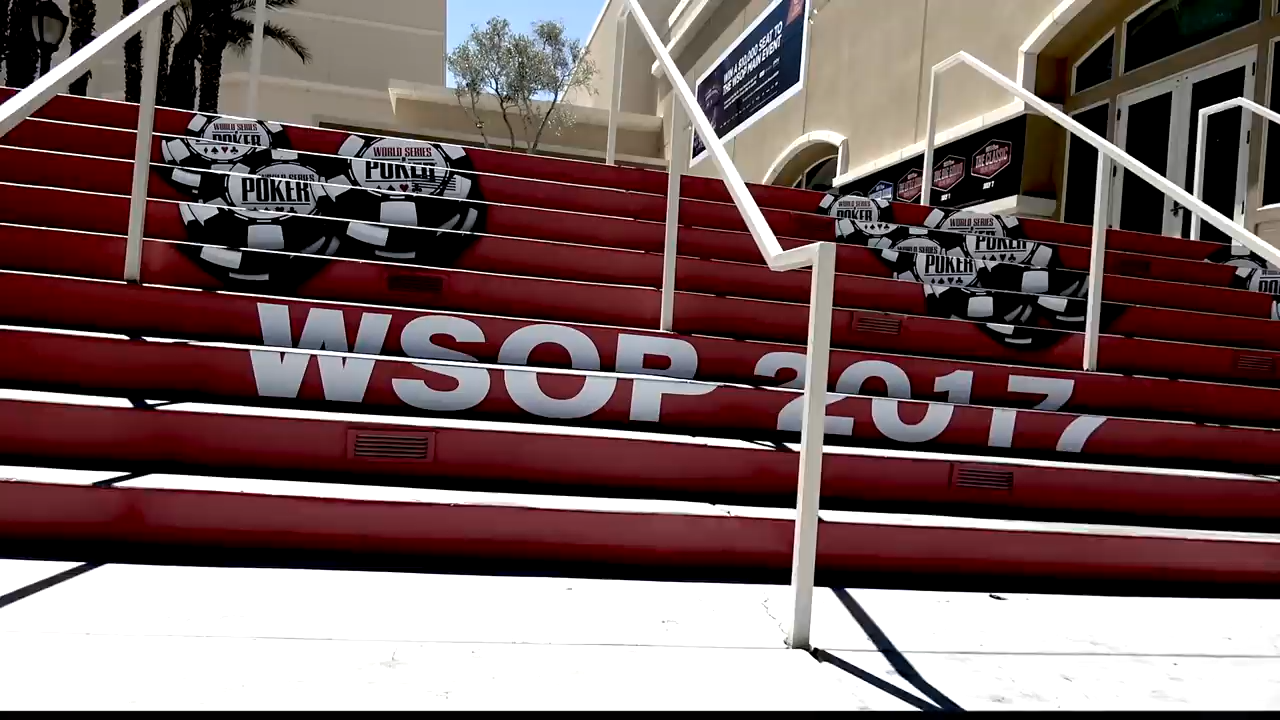 WIN A $10,000 SEAT TO
THE WSOP MAIN EVENT
WORLD SERIES
POKER
WORLD SERIES
POKER
WORLD SERIES
POKER
THE CLASSIC
WORLD SERIES
POKER
WORLD SERIES
POKER
WORLD SERIES
POKER
WSOP 2017